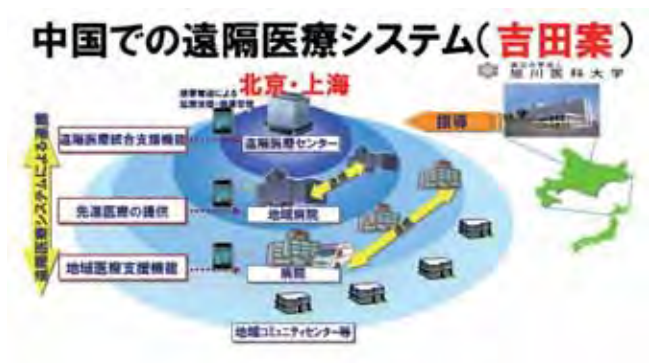 中国での遠隔医療システム(吉田案)
旭川医科大学
北京・上海
指導
遠隔医療統合支援機能
遠隔医療センター
先進医療の提供
地域病院
地域医療支援機能
病院
地域コミュニティセンター等